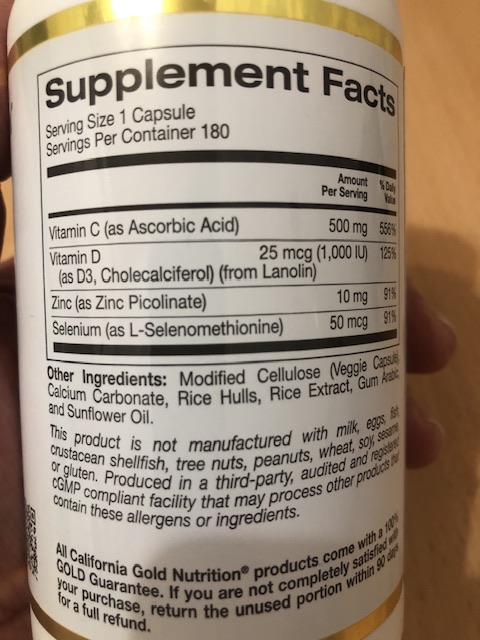 Supplement Facts
Serving Size 1 Capsule
Servings Per Container 180
Amount Per Serving % Daily Value
Vitamin C (as Ascorbic Acid) 500 mg 556%
Vitamin D 25 mcg (1,000 IU) 125%
(as D3, Cholecalciferol) (from Lanolin)
Zinc (as Zinc Picolinate) 10 mg 91%
Selenium (as L-Selenomethionine) 50 mcg 91%
Other Ingredients: Modified Cellulose (Veggie Capsule),
Calcium Carbonate, Rice Hulls, Rice Extract, Gum Arabic,
and Sunflower Oil.
This product is not manufactured with milk, eggs, fish,
crustacean shellfish, tree nuts, peanuts, wheat, soy, sesame,
or gluten. Produced in a third-party, audited and registered
cGMP compliant facility that may process other products that
contain these allergens or ingredients.
All California Gold Nutrition® products come with a 100%
GOLD Guarantee. If you are not completely satisfied with
your purchase, return the unused portion within 90 days
for a full refund.